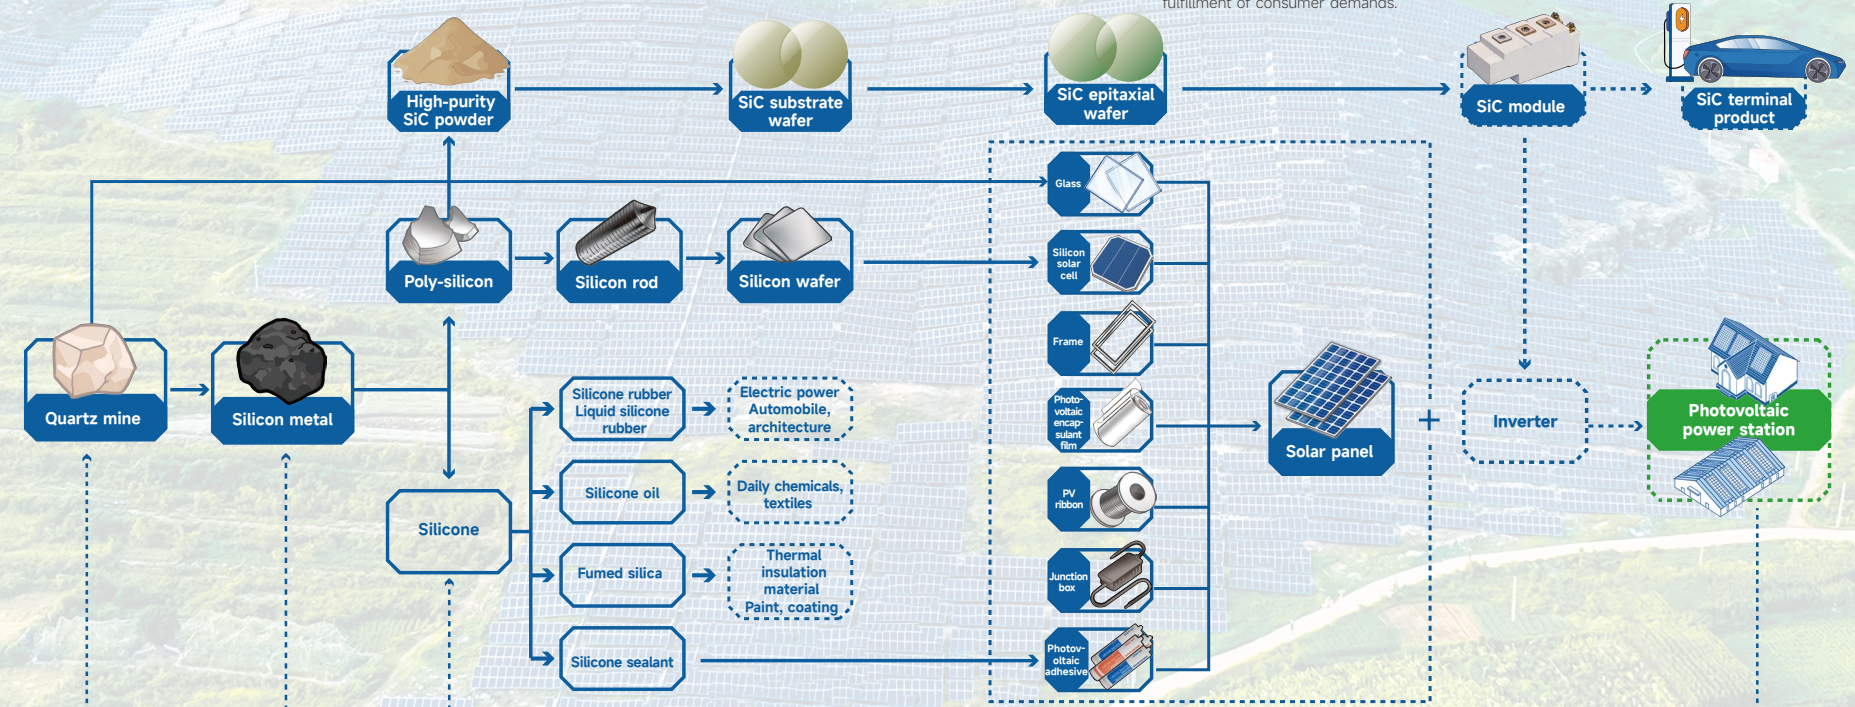 fulfillment of consumer demands.
High-purity
SiC powder
SiC substrate
wafer
SiC epitaxial
wafer
SiC module
SiC terminal
product
Glass
Poly-silicon
Silicon rod
Silicon wafer
Silicon
solar
cell
Frame
Quartz mine
Silicon metal
Silicone rubber
Liquid silicone
rubber
Electric power
Automobile,
architecture
Photo-
voltaic
encap-
sulant
film
Solar panel
+
Inverter
Photovoltaic
power station
Silicone
Silicone oil
Daily chemicals,
textiles
PV
ribbon
Fumed silica
Thermal
insulation
material
Paint, coating
Junction
box
Silicone sealant
Photov-
oltaic
adhesive